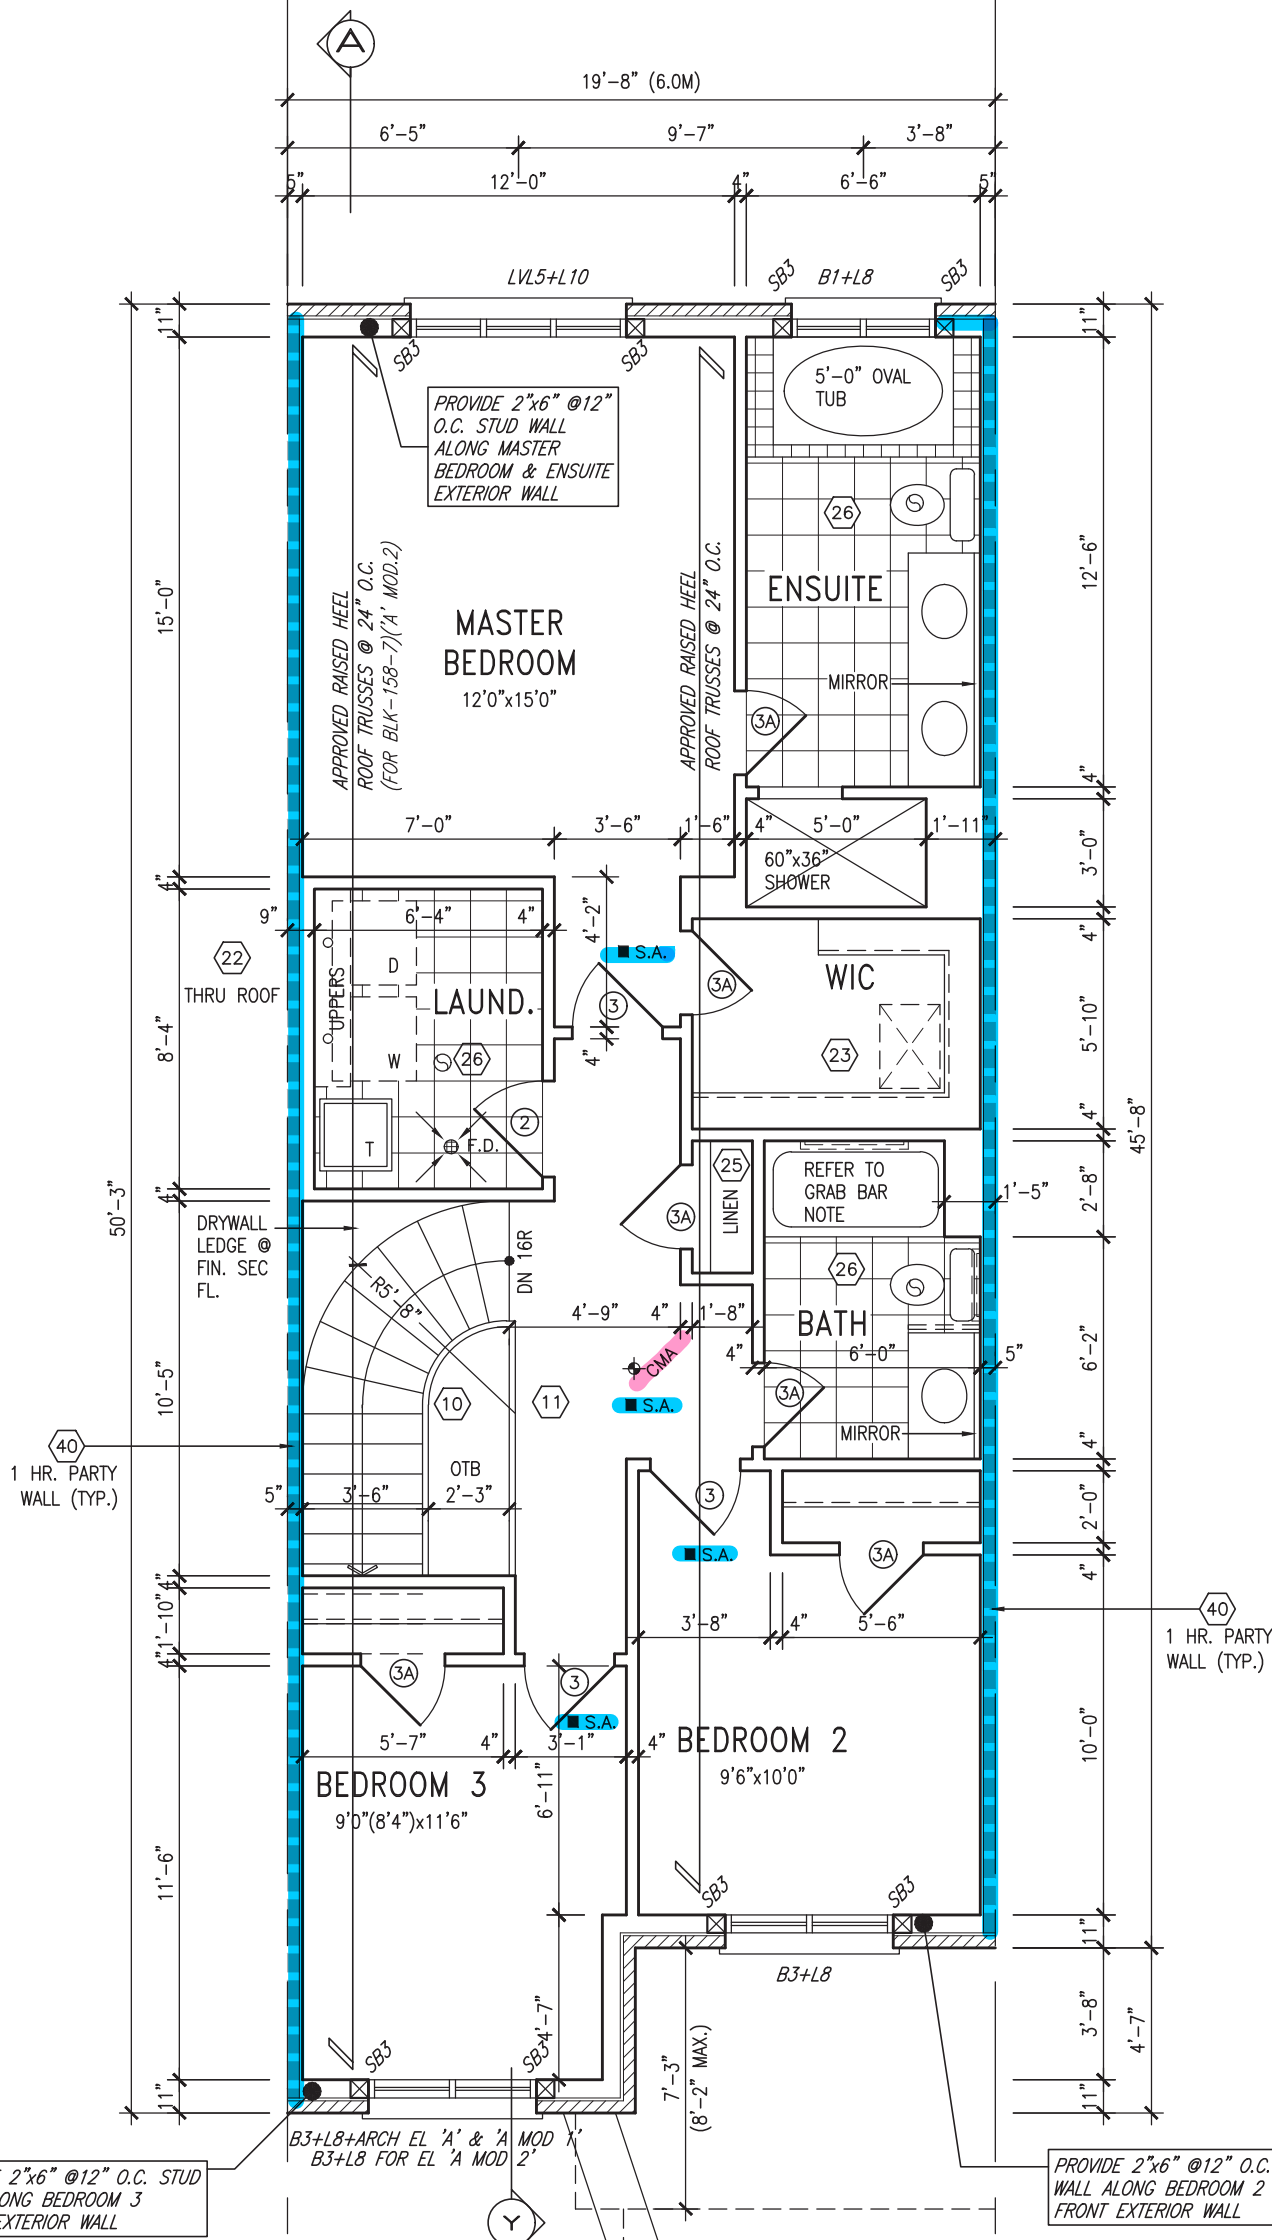 A
19'-8" (6.0M)
6'-5" 9'-7" 3'-8"
5" 12'-0" 4" 6'-6" 5"
LVL5+L10 SB3 B1+L8 SB3
11" 11"
SB3 SB3
5'-0" OVAL
TUB
PROVIDE 2"x6" @12"
O.C. STUD WALL
ALONG MASTER
BEDROOM & ENSUITE
EXTERIOR WALL
26
15'-0" 12'-6"
APPROVED RAISED HEEL
ROOF TRUSSES @ 24" O.C.
(FOR BLK-158-7)('A' MOD.2)
MASTER
BEDROOM
12'0"x15'0"
APPROVED RAISED HEEL
ROOF TRUSSES @ 24" O.C.
ENSUITE
MIRROR
3A
4"
7'-0" 3'-6" 1'-6" 4" 5'-0" 1'-11"
3'-0"
60"x36"
SHOWER
4"
9" 6'-4" 4" 4'-2" 4"
22
THRU ROOF
S.A.
UPPERS
D
LAUND.
W
26
3
3A
WIC
23
8'-4" 4" 5'-10"
2
T
F.D.
4"
45'-8"
4"
50'-3"
3A
25
LINEN
REFER TO
GRAB BAR
NOTE
1'-5"
2'-8"
DRYWALL
LEDGE @
FIN. SEC
FL.
DN 16R
R5'-8"
26
4'-9" 4" 1'-8"
BATH
CMA
4" 6'-0" 5"
6'-2"
10'-5"
10
11
S.A.
3A
MIRROR
40
1 HR. PARTY
WALL (TYP.)
4"
OTB
5" 3'-6" 2'-3"
3
2'-0"
S.A.
3A
4"
4"
1'-10"
4"
3'-8" 4" 5'-6"
40
1 HR. PARTY
WALL (TYP.)
3A
3
S.A.
5'-7" 4" 3'-1" 4"
BEDROOM 2
9'6"x10'0"
10'-0"
BEDROOM 3
9'0"(8'4")x11'6"
6'-11"
11'-6"
SB3 SB3
11"
B3+L8
4'-7"
SB3 SB3
7'-3"
(8'-2" MAX.)
3'-8"
4'-7"
11" 11"
B3+L8+ARCH EL 'A' & 'A MOD 1'
B3+L8 FOR EL 'A MOD 2'
2"x6" @12" O.C. STUD
BEDROOM 3
EXTERIOR WALL
PROVIDE 2"x6" @12" O.C.
WALL ALONG BEDROOM 2
FRONT EXTERIOR WALL
Y